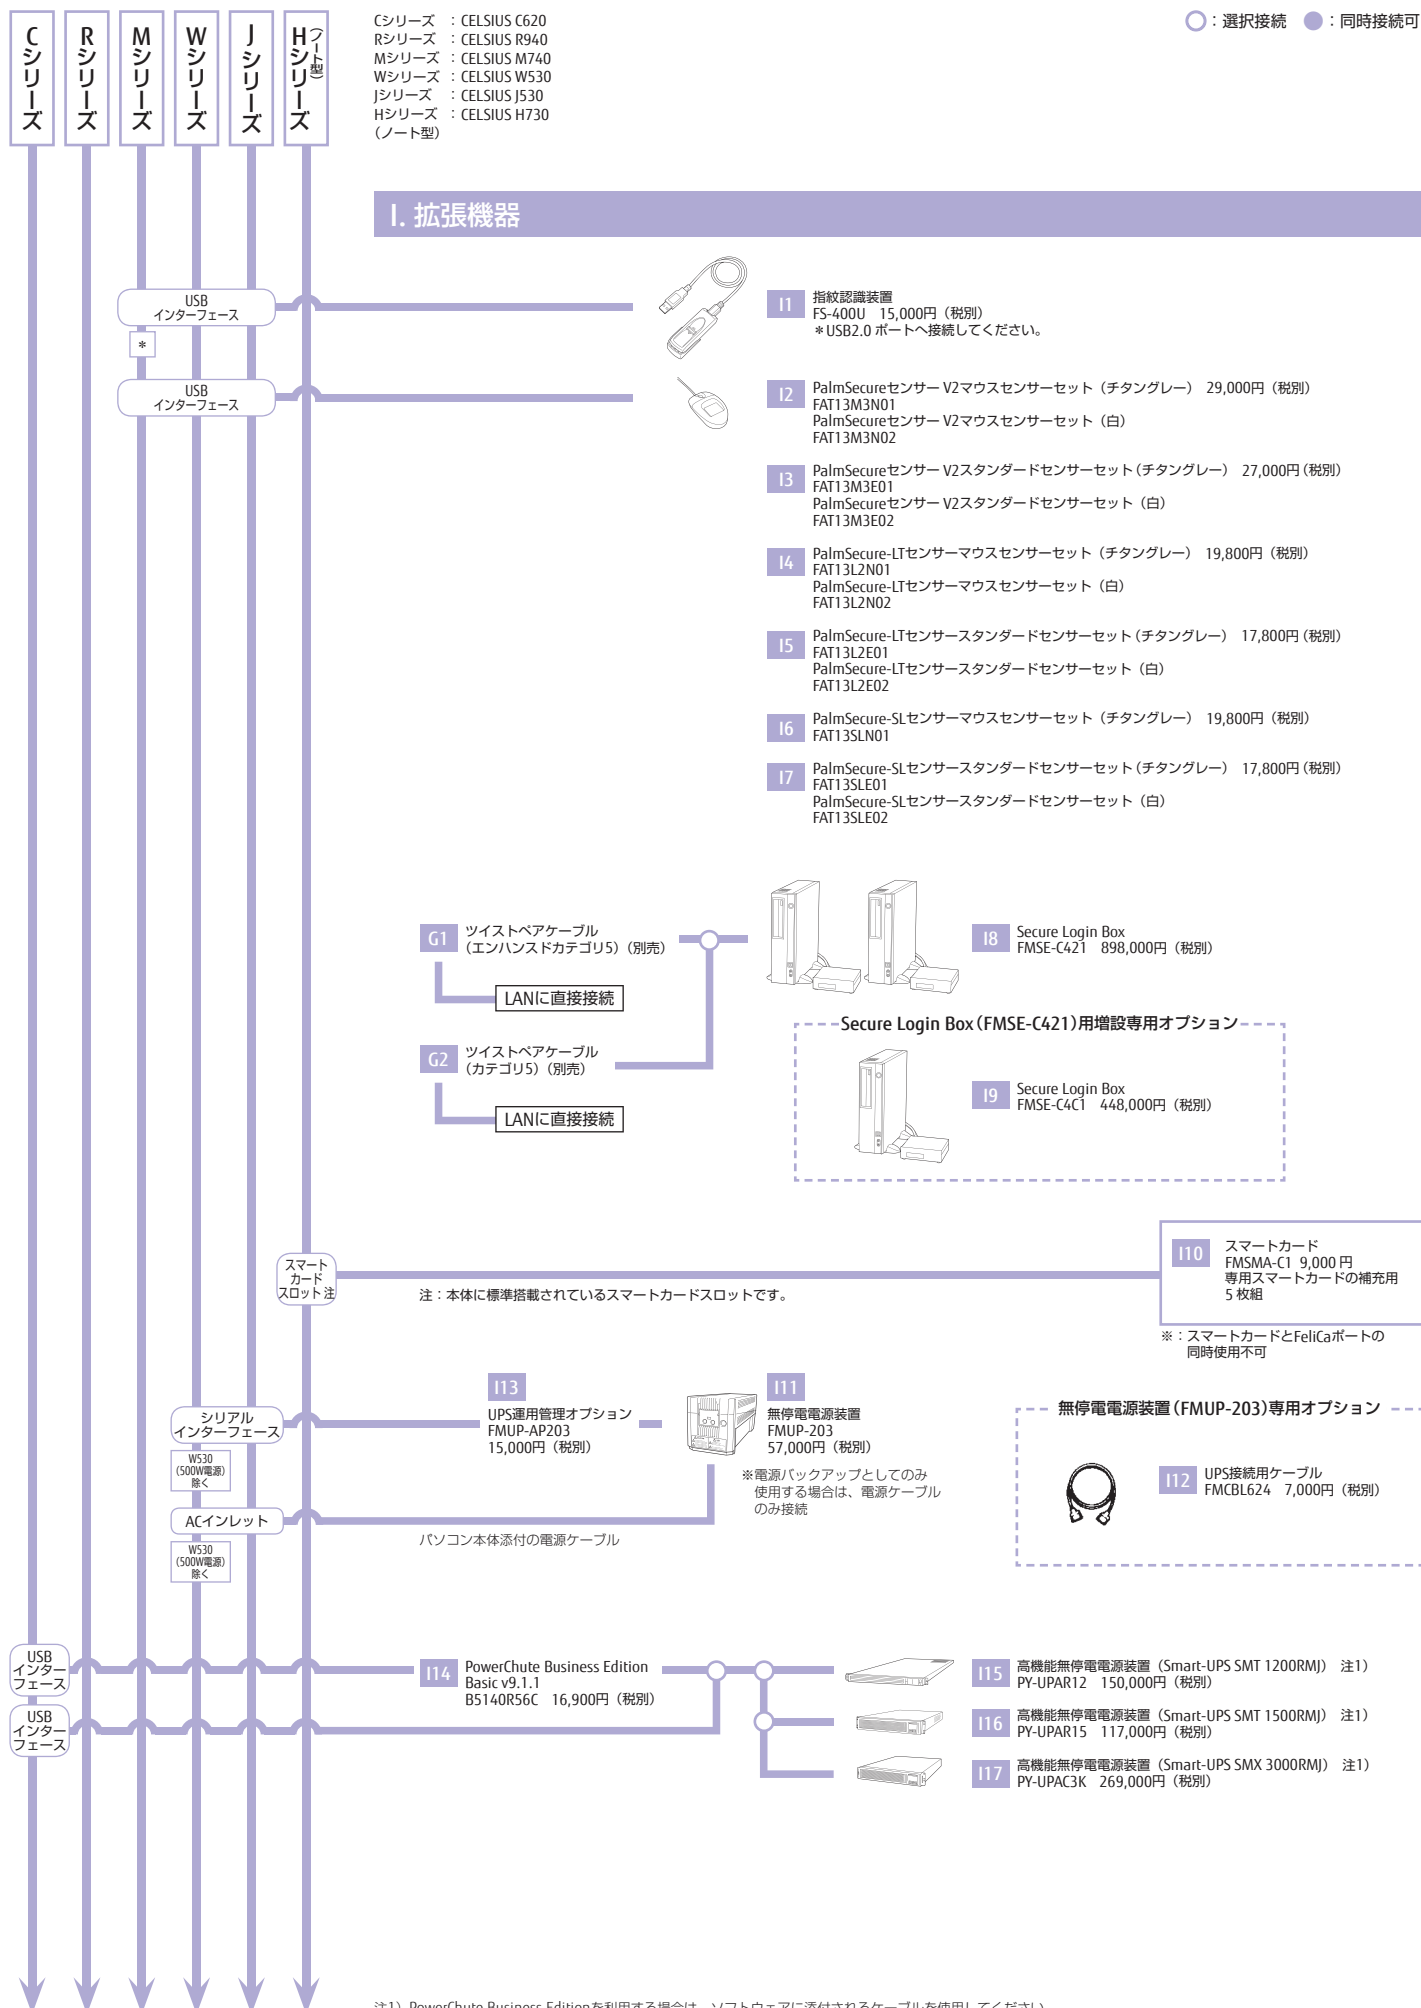 Cシリーズ
Rシリーズ
Mシリーズ
Wシリーズ
Jシリーズ
Hシリーズ
（ノート型）
Cシリーズ ：CELSIUS C620
Rシリーズ ：CELSIUS R940
Mシリーズ ：CELSIUS M740
Wシリーズ ：CELSIUS W530
Jシリーズ ：CELSIUS J530
Hシリーズ ：CELSIUS H730
（ノート型）
：選択接続 ：同時接続可
I. 拡張機器
USB
インターフェース
*
I1 指紋認識装置
FS-400U 15,000円（税別）
＊USB2.0 ポートへ接続してください。
USB
インターフェース
I2 PalmSecureセンサー V2マウスセンサーセット（チタングレー） 29,000円（税別）
FAT13M3N01
PalmSecureセンサー V2マウスセンサーセット（白）
FAT13M3N02
I3 PalmSecureセンサー V2スタンダードセンサーセット（チタングレー） 27,000円（税別）
FAT13M3E01
PalmSecureセンサー V2スタンダードセンサーセット（白）
FAT13M3E02
I4 PalmSecure-LTセンサーマウスセンサーセット（チタングレー） 19,800円（税別）
FAT13L2N01
PalmSecure-LTセンサーマウスセンサーセット（白）
FAT13L2N02
I5 PalmSecure-LTセンサースタンダードセンサーセット（チタングレー） 17,800円（税別）
FAT13L2E01
PalmSecure-LTセンサースタンダードセンサーセット（白）
FAT13L2E02
I6 PalmSecure-SLセンサーマウスセンサーセット（チタングレー） 19,800円（税別）
FAT13SLN01
I7 PalmSecure-SLセンサースタンダードセンサーセット（チタングレー） 17,800円（税別）
FAT13SLE01
PalmSecure-SLセンサースタンダードセンサーセット（白）
FAT13SLE02
G1 ツイストペアケーブル
（エンハンスドカテゴリ5）（別売）
LANに直接接続
I8 Secure Login Box
FMSE-C421 898,000円（税別）
G2 ツイストペアケーブル
（カテゴリ5）（別売）
LANに直接接続
Secure Login Box（FMSE-C421）用増設専用オプション
I9 Secure Login Box
FMSE-C4C1 448,000円（税別）
スマート
カード
スロット 注
注：本体に標準搭載されているスマートカードスロットです。
I10 スマートカード
FMSMA-C1 9,000 円
専用スマートカードの補充用
5 枚組
※：スマートカードとFeliCaポートの
同時使用不可
シリアル
インターフェース
W530
（500W電源）
除く
I13
UPS運用管理オプション
FMUP-AP203
15,000円（税別）
I11
無停電電源装置
FMUP-203
57,000円（税別）
※電源バックアップとしてのみ
使用する場合は、電源ケーブル
のみ接続
無停電電源装置（FMUP-203）専用オプション
I12 UPS接続用ケーブル
FMCBL624 7,000円（税別）
ACインレット
W530
（500W電源）
除く
パソコン本体添付の電源ケーブル
USB
インター
フェース
USB
インター
フェース
I14 PowerChute Business Edition
Basic v9.1.1
B5140R56C 16,900円（税別）
I15 高機能無停電電源装置（Smart-UPS SMT 1200RMJ） 注1）
PY-UPAR12 150,000円（税別）
I16 高機能無停電電源装置（Smart-UPS SMT 1500RMJ） 注1）
PY-UPAR15 117,000円（税別）
I17 高機能無停電電源装置（Smart-UPS SMX 3000RMJ） 注1）
PY-UPAC3K 269,000円（税別）
注1）PowerChute Business Editionを利用する場合は、ソフトウェアに添付されるケーブルを使用してください。